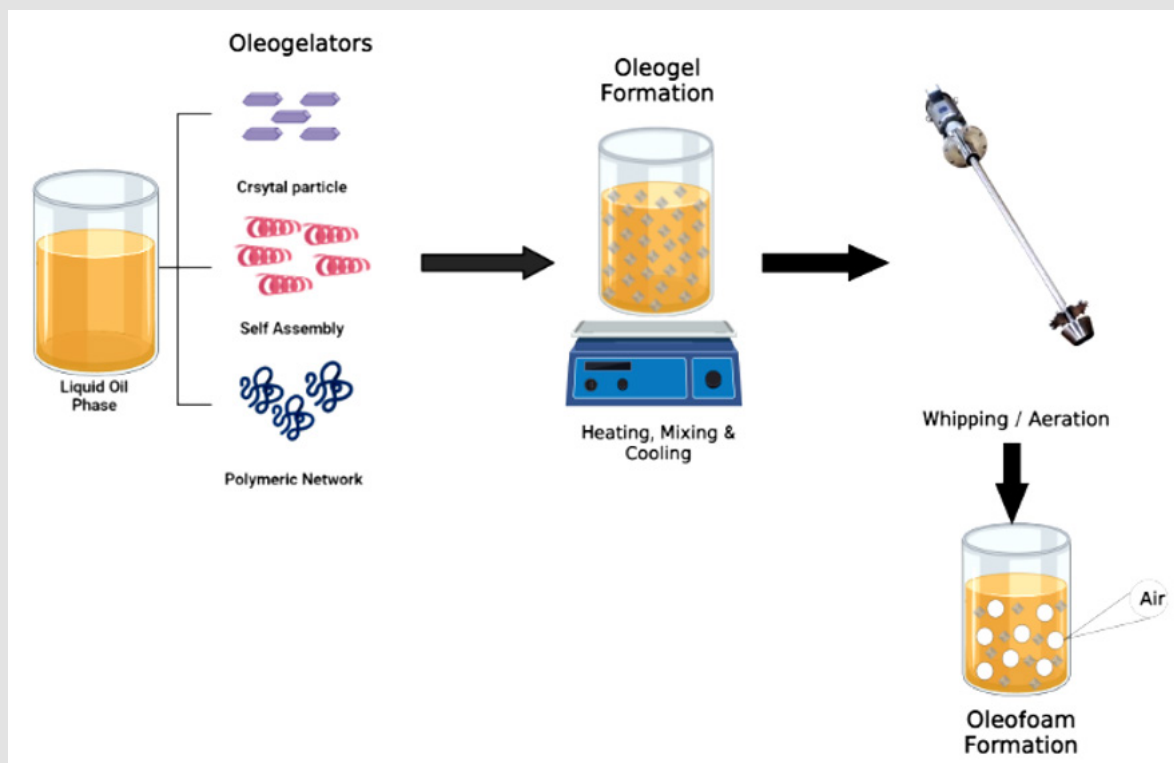 Oleogelators
Crsytal particle
Self Assembly
Polymeric Network
Liquid Oil
Phase
Oleogel
Formation
Heating, Mixing &
Cooling
Whipping / Aeration
Air
Oleofoam
Formation